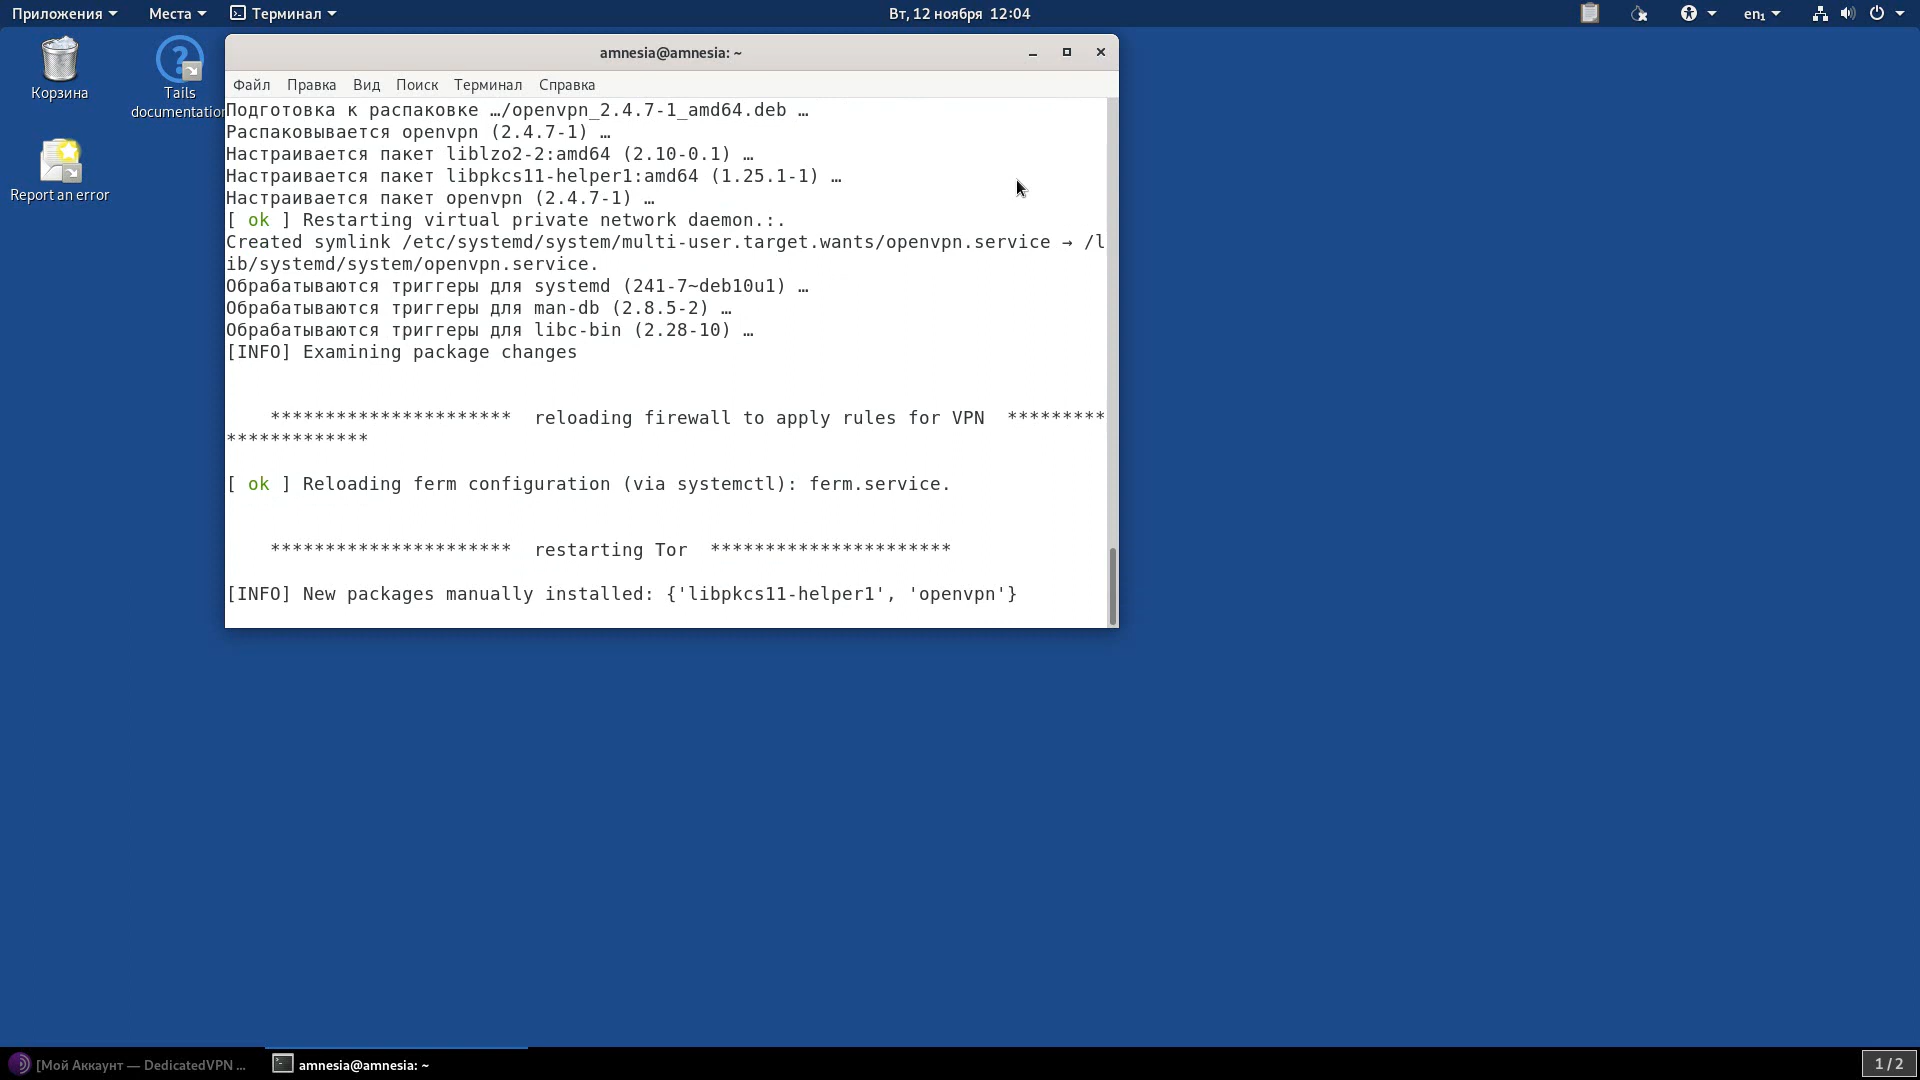 Приложения Места Терминал Вт, 12 ноября 12:04 en₁
Корзина
Tails documentation
Report an error
amnesia@amnesia: ~
Файл Правка Вид Поиск Терминал Справка
Подготовка к распаковке …/openvpn_2.4.7-1_amd64.deb …
Распаковывается openvpn (2.4.7-1) …
Настраивается пакет liblzo2-2:amd64 (2.10-0.1) …
Настраивается пакет libpkcs11-helper1:amd64 (1.25.1-1) …
Настраивается пакет openvpn (2.4.7-1) …
[ ok ] Restarting virtual private network daemon.:.
Created symlink /etc/systemd/system/multi-user.target.wants/openvpn.service → /l
ib/systemd/system/openvpn.service.
Обрабатываются триггеры для systemd (241-7~deb10u1) …
Обрабатываются триггеры для man-db (2.8.5-2) …
Обрабатываются триггеры для libc-bin (2.28-10) …
[INFO] Examining package changes
********************** reloading firewall to apply rules for VPN *********
*************
[ ok ] Reloading ferm configuration (via systemctl): ferm.service.
********************** restarting Tor **********************
[INFO] New packages manually installed: {'libpkcs11-helper1', 'openvpn'}
[Мой Аккаунт — DedicatedVPN … amnesia@amnesia: ~ 1 / 2